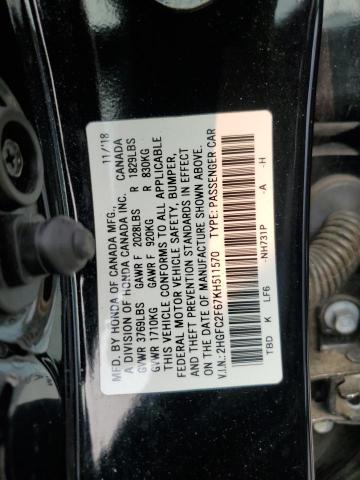 MFD. BY HONDA OF CANADA MFG., 11/18
A DIVISION OF HONDA CANADA INC. CANADA
GVWR 3769LBS GAWR F 2028LBS R 1829LBS
GVWR 1710KG GAWR F 920KG R 830KG
THIS VEHICLE CONFORMS TO ALL APPLICABLE
FEDERAL MOTOR VEHICLE SAFETY, BUMPER,
AND THEFT PREVENTION STANDARDS IN EFFECT
ON THE DATE OF MANUFACTURE SHOWN ABOVE.
V.I.N.: 2HGFC2F67KH511570 TYPE: PASSENGER CAR
NH731P -A -H
TBD K LF6